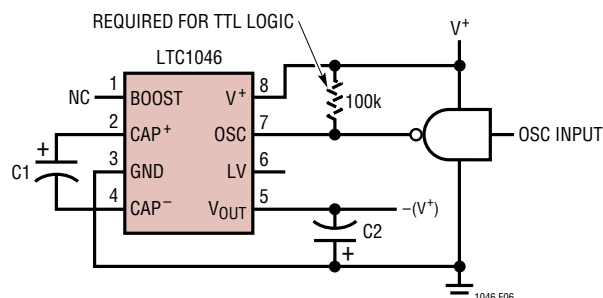 REQUIRED FOR TTL LOGIC
V+
LTC1046
NC 1 BOOST V+ 8 100k
2 CAP+ OSC 7 OSC INPUT
+ C1 3 GND LV 6
4 CAP− VOUT 5 −(V+)
C2
+
1046 F06